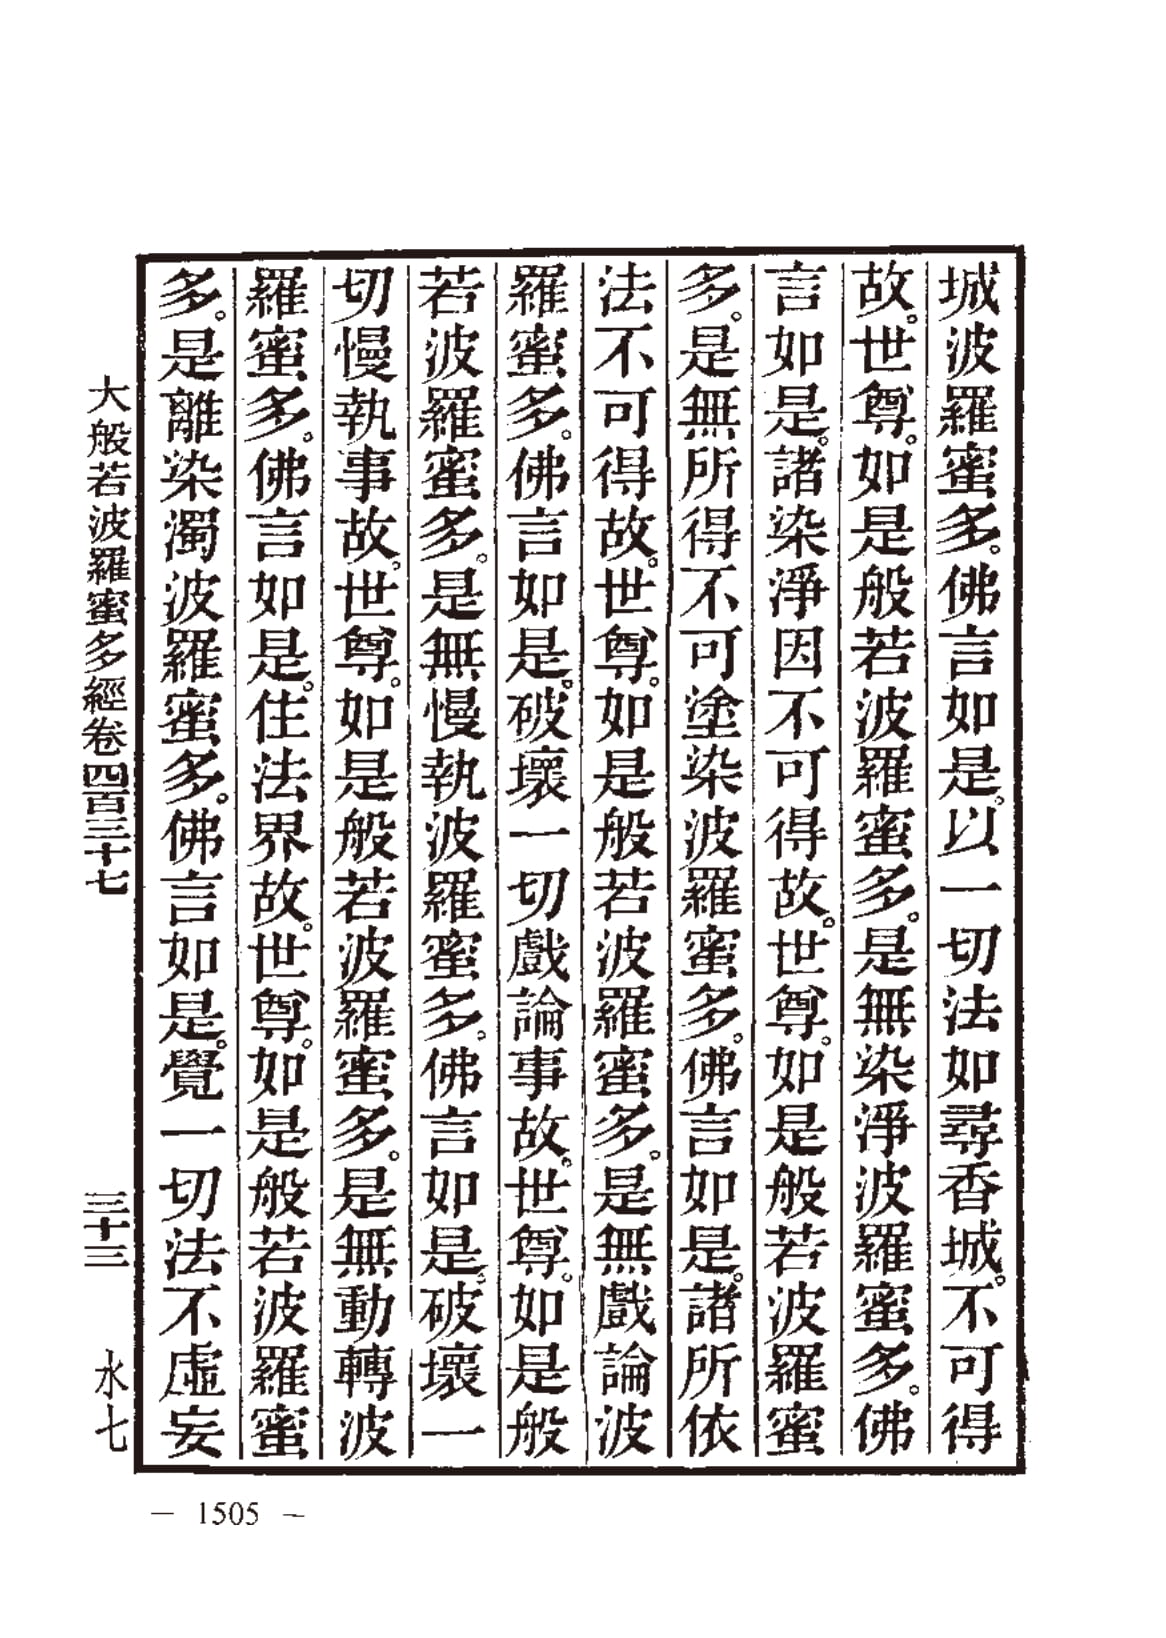 城波羅蜜多。佛言如是。以一切法如尋香城。不可得
故。世尊。如是般若波羅蜜多。是無染淨波羅蜜多。佛
言如是。諸染淨因不可得故。世尊。如是般若波羅蜜
多。是無所得不可塗染波羅蜜多。佛言如是。諸所依
法不可得故。世尊。如是般若波羅蜜多。是無戲論波
羅蜜多。佛言如是。破壞一切戲論事故。世尊。如是般
若波羅蜜多。是無慢執波羅蜜多。佛言如是。破壞一
切慢執事故。世尊。如是般若波羅蜜多。是無動轉波
羅蜜多。佛言如是。住法界故。世尊。如是般若波羅蜜
多。是離染濁波羅蜜多。佛言如是。覺一切法不虛妄
大般若波羅蜜多經卷四百三十七 三十三 水七
— 1505 —